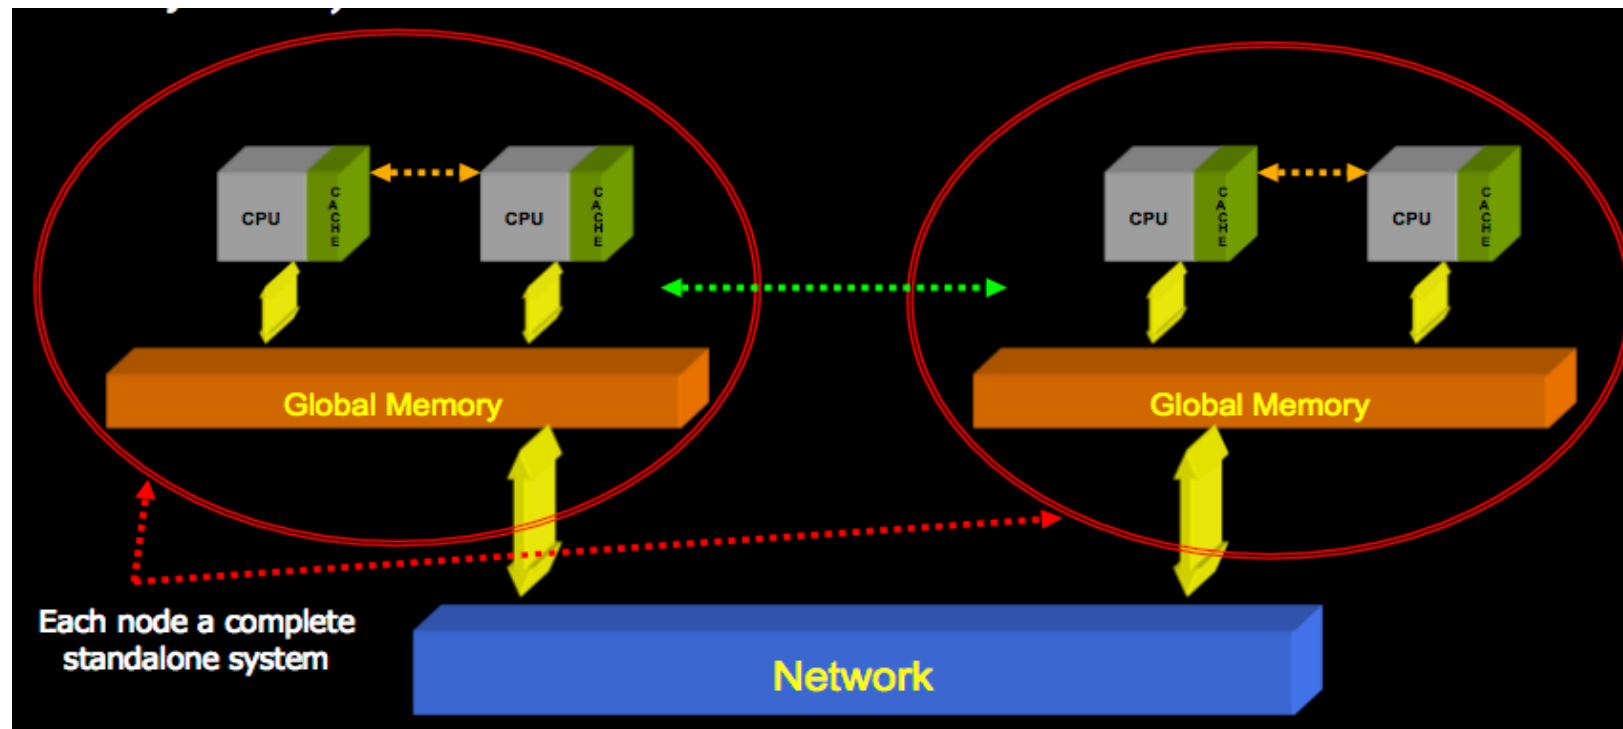 CPU
CACHE
CPU
CACHE
CPU
CACHE
CPU
CACHE
Global Memory
Global Memory
Each node a complete
standalone system
Network